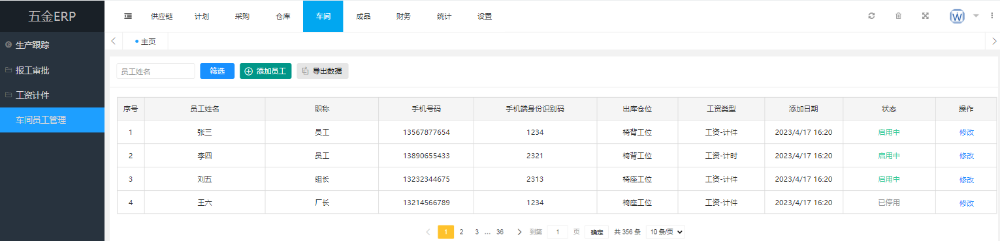 五金ERP
供应链 计划 采购 仓库 车间 成品 财务 统计 设置
主页
生产跟踪
报工审批
工资计件
车间员工管理
员工姓名 筛选 添加员工 导出数据
序号 员工姓名 职称 手机号码 手机端身份识别码 出库仓位 工资类型 添加日期 状态 操作
1 张三 员工 13567877654 1234 椅背工位 工资-计件 2023/4/17 16:20 启用中 修改
2 李四 员工 13890655433 2321 椅背工位 工资-计时 2023/4/17 16:20 启用中 修改
3 刘五 组长 13232344675 2313 椅座工位 工资-计件 2023/4/17 16:20 启用中 修改
4 王六 厂长 13214566789 1234 椅座工位 工资-计件 2023/4/17 16:20 已停用 修改
1 2 3 ... 36 到第 1 页 确定 共 356 条 10 条/页